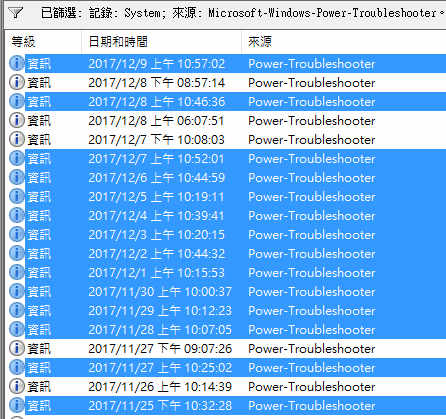 已篩選: 記錄: System; 來源: Microsoft-Windows-Power-Troubleshooter。
等級 日期和時間 來源
資訊 2017/12/9 上午 10:57:02 Power-Troubleshooter
資訊 2017/12/8 下午 08:57:14 Power-Troubleshooter
資訊 2017/12/8 上午 10:46:36 Power-Troubleshooter
資訊 2017/12/8 上午 06:07:51 Power-Troubleshooter
資訊 2017/12/7 下午 10:08:03 Power-Troubleshooter
資訊 2017/12/7 上午 10:52:01 Power-Troubleshooter
資訊 2017/12/6 上午 10:44:59 Power-Troubleshooter
資訊 2017/12/5 上午 10:19:11 Power-Troubleshooter
資訊 2017/12/4 上午 10:39:41 Power-Troubleshooter
資訊 2017/12/3 上午 10:20:15 Power-Troubleshooter
資訊 2017/12/2 上午 10:44:32 Power-Troubleshooter
資訊 2017/12/1 上午 10:15:53 Power-Troubleshooter
資訊 2017/11/30 上午 10:00:37 Power-Troubleshooter
資訊 2017/11/29 上午 10:12:23 Power-Troubleshooter
資訊 2017/11/28 上午 10:07:05 Power-Troubleshooter
資訊 2017/11/27 下午 09:07:26 Power-Troubleshooter
資訊 2017/11/27 上午 10:25:02 Power-Troubleshooter
資訊 2017/11/26 上午 10:14:39 Power-Troubleshooter
資訊 2017/11/25 上午 10:32:28 Power-Troubleshooter